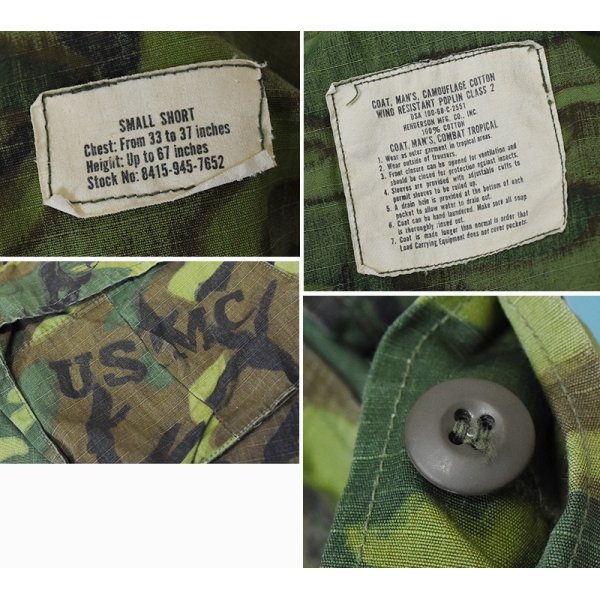 SMALL SHORT
Chest: From 33 to 37 inches
Height: Up to 67 inches
Stock No: 8415-945-7652
COAT, MAN'S, CAMOUFLAGE COTTON
WIND RESISTANT POPLIN CLASS 2
DSA 100-68-C-2551
HENDERSON MFG. CO., INC.
100% COTTON
COAT, MAN'S, COMBAT TROPICAL
1. Wear as outer garment in tropical areas.
2. Wear outside of trousers.
3. Front closures can be opened for ventilation and
should be closed for protection against insects.
4. Sleeves are provided with adjustable cuffs to
permit sleeves to be rolled up.
5. A drain hole is provided at the bottom of each
pocket to allow water to drain out.
6. Coat can be hand laundered. Make sure all soap
is thoroughly rinsed out.
7. Coat is made longer than normal in order that
Load Carrying Equipment does not cover pockets.
USMC